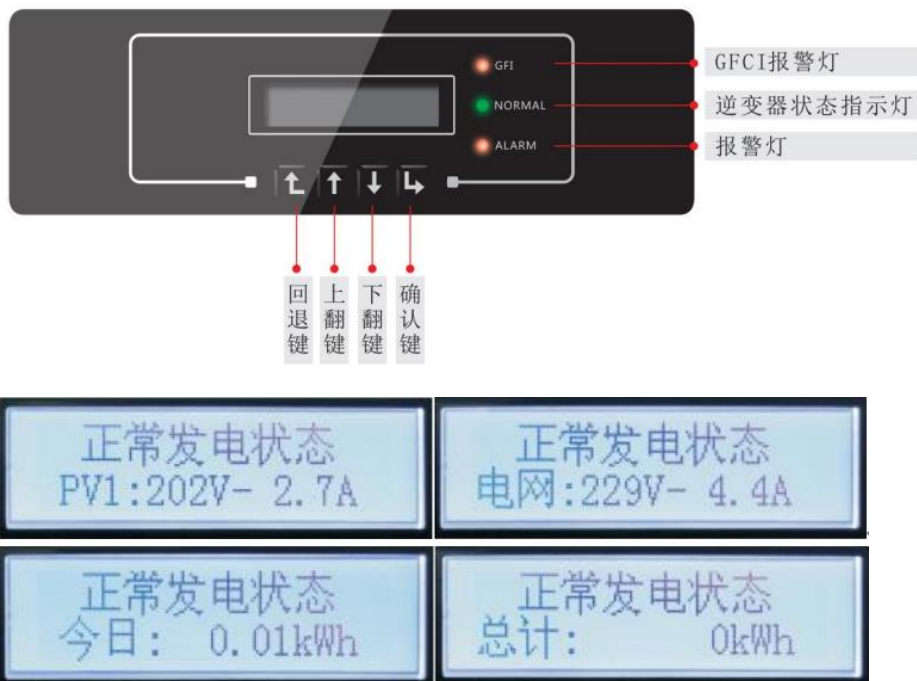 GFI
GFCI报警灯
NORMAL
逆变器状态指示灯
ALARM
报警灯
回退键
上翻键
下翻键
确认键
正常发电状态
PV1:202V- 2.7A
正常发电状态
电网:229V- 4.4A
正常发电状态
今日: 0.01kWh
正常发电状态
总计: 0kWh